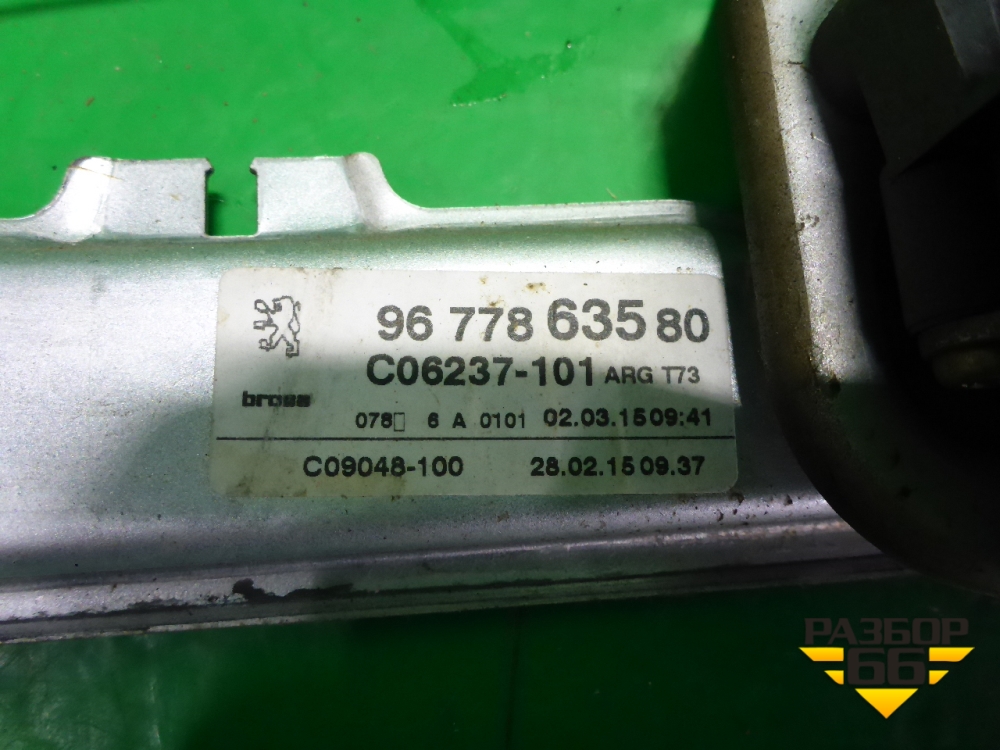 96 778 635 80
C06237-101 ARG T73
brose
078▯ 6 A 0101 02.03.15 09:41
C09048-100 28.02.15 09.37
РАЗБОР
66